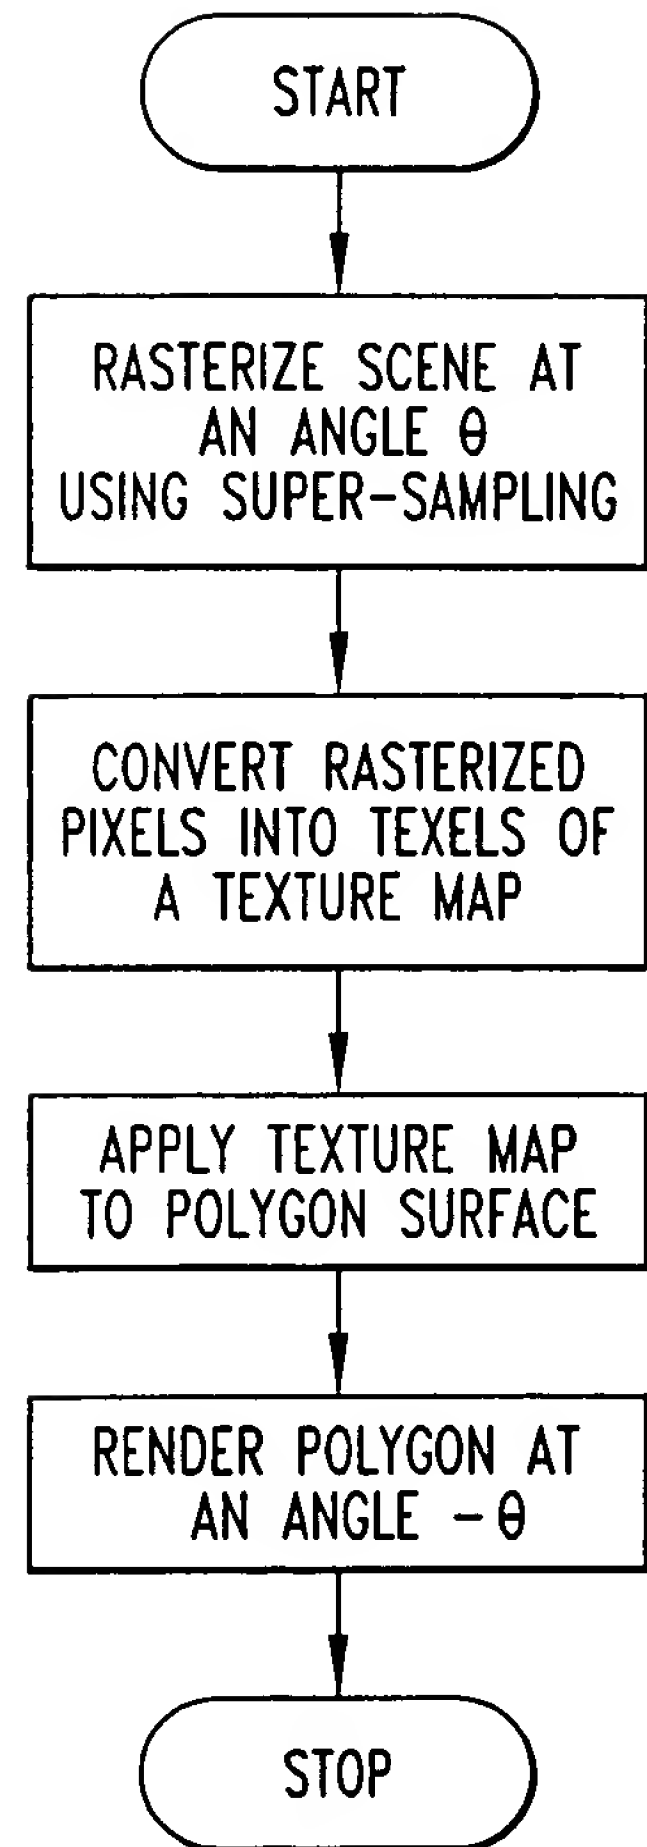 START
RASTERIZE SCENE AT
AN ANGLE θ
USING SUPER-SAMPLING
CONVERT RASTERIZED
PIXELS INTO TEXELS OF
A TEXTURE MAP
APPLY TEXTURE MAP
TO POLYGON SURFACE
RENDER POLYGON AT
AN ANGLE -θ
STOP